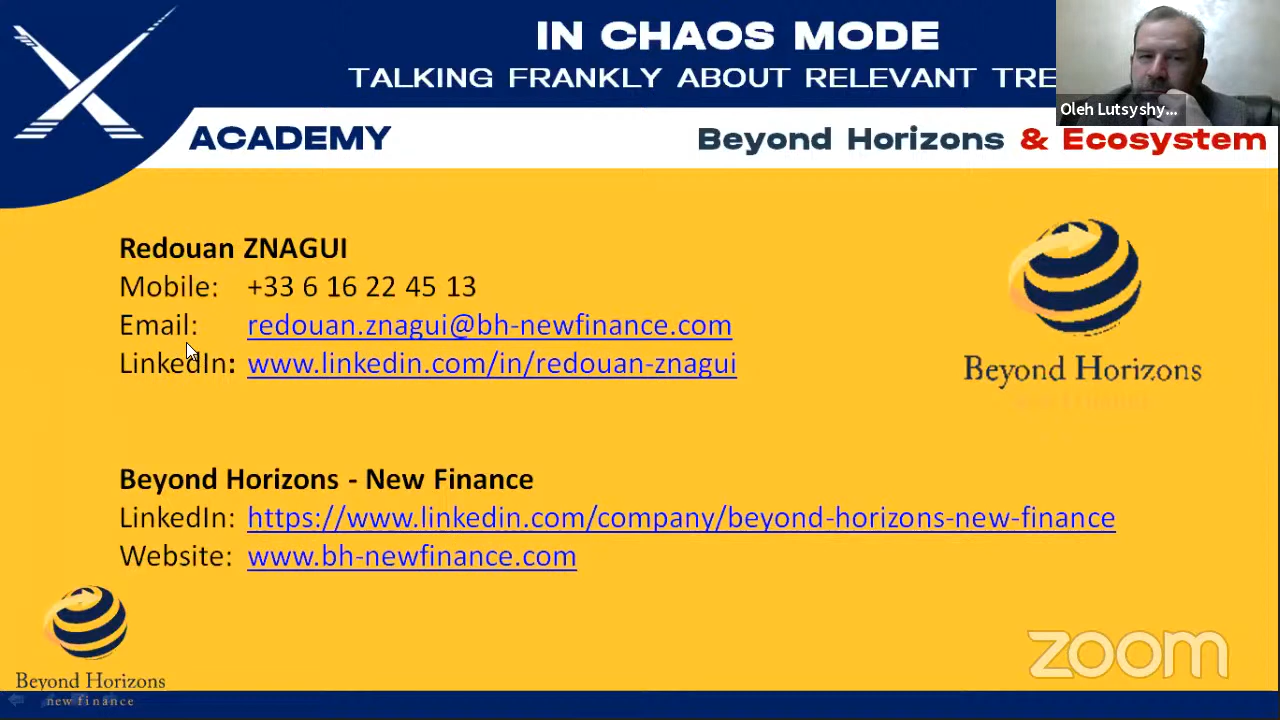 IN CHAOS MODE
TALKING FRANKLY ABOUT RELEVANT TRE
Oleh Lutsyshy...
ACADEMY
Beyond Horizons & Ecosystem
Redouan ZNAGUI
Mobile: +33 6 16 22 45 13
Email: redouan.znagui@bh-newfinance.com
LinkedIn: www.linkedin.com/in/redouan-znagui
Beyond Horizons
Beyond Horizons - New Finance
LinkedIn: https://www.linkedin.com/company/beyond-horizons-new-finance
Website: www.bh-newfinance.com
Beyond Horizons
new finance
zoom